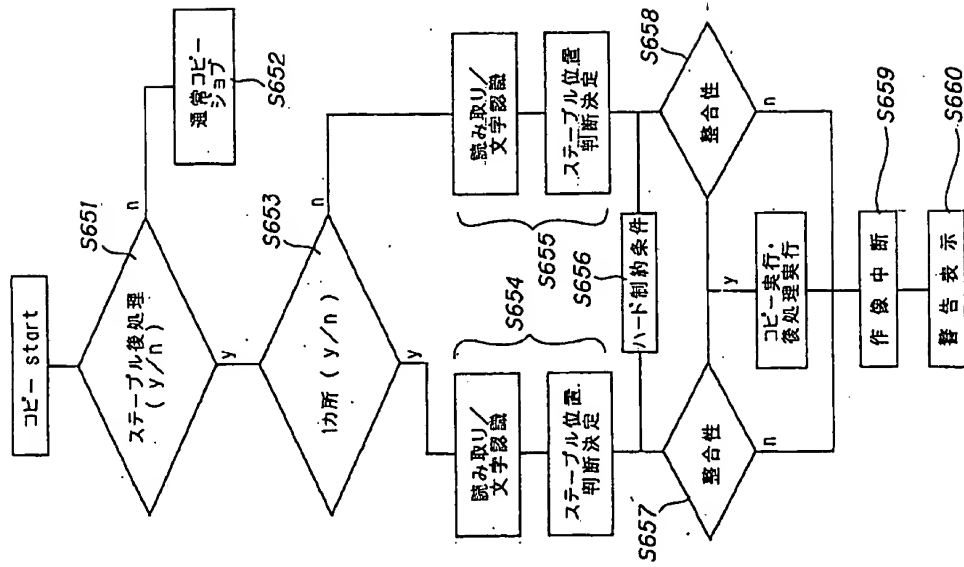 コピー start
S651
ステープル後処理
( y/n )
n
通常コピー
ジョブ
S652
y
S653
1カ所 ( y/n )
n
y
読み取り/
文字認識
ステープル位置
判断決定
S654
S655
S656
読み取り/
文字認識
ステープル位置
判断決定
ハード制約条件
S657
整合性
n
y
S658
整合性
n
コピー実行・
後処理実行
作像中断
S659
警告表示
S660